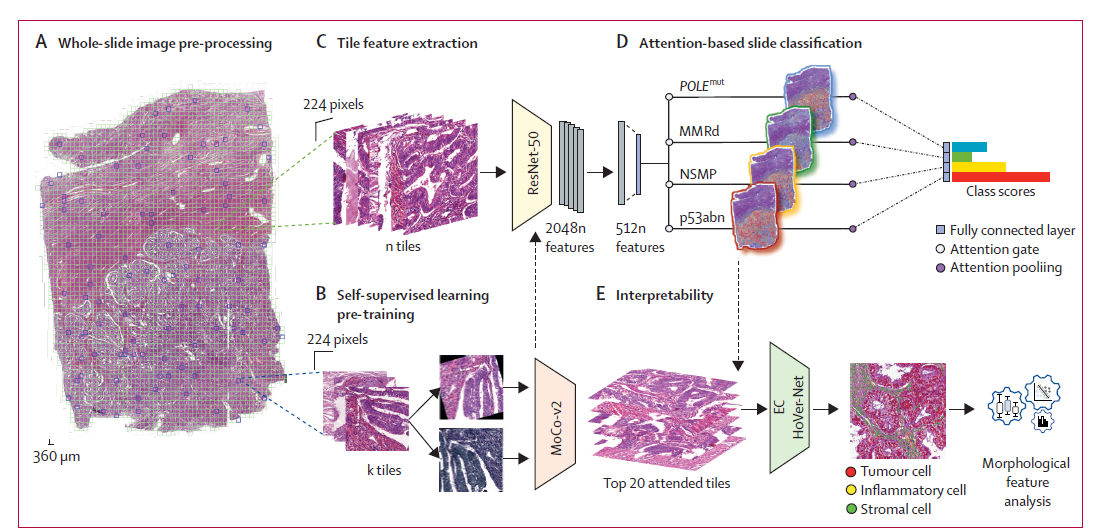 A Whole-slide image pre-processing
360 μm
B Self-supervised learning
pre-training
224 pixels
k tiles
MoCo-v2
C Tile feature extraction
224 pixels
n tiles
ResNet-50
2048n
features
512n
features
D Attention-based slide classification
POLEmut
MMRd
NSMP
p53abn
Class scores
Fully connected layer
Attention gate
Attention pooliing
E Interpretability
Top 20 attended tiles
EC
HoVer-Net
Tumour cell
Inflammatory cell
Stromal cell
Morphological
feature
analysis